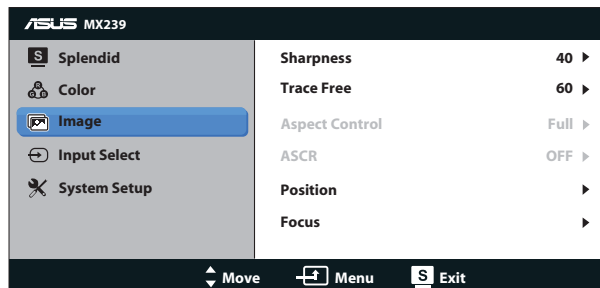 ASUS MX239
S Splendid
Color
Image
Input Select
System Setup
Sharpness 40
Trace Free 60
Aspect Control Full
ASCR OFF
Position
Focus
Move Menu S Exit